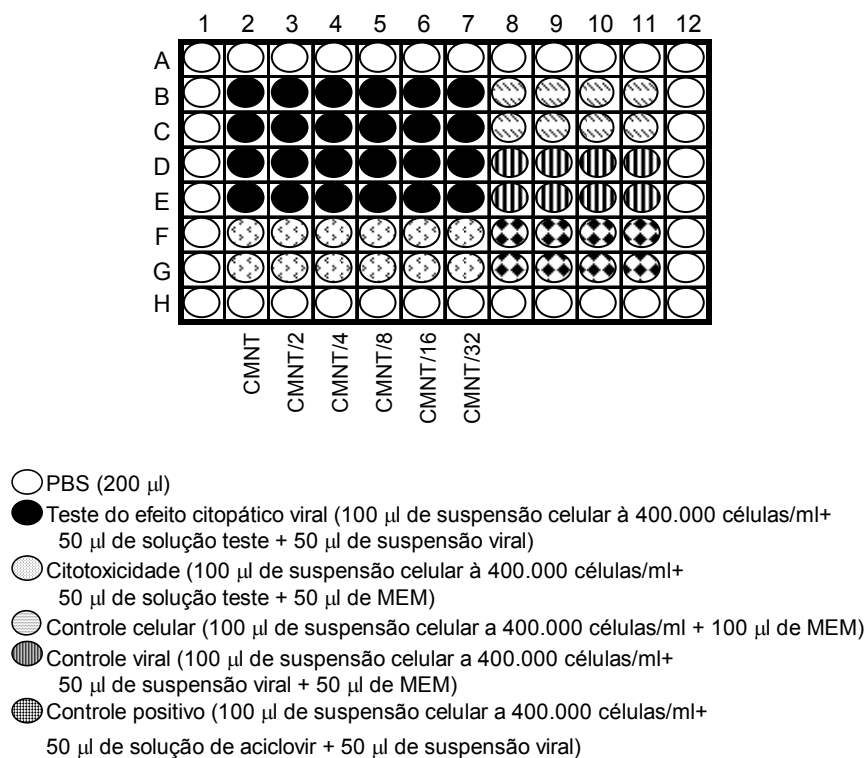 1 2 3 4 5 6 7 8 9 10 11 12
A
B
C
D
E
F
G
H
CMNT
CMNT/2
CMNT/4
CMNT/8
CMNT/16
CMNT/32
PBS (200 µl)
Teste do efeito citopático viral (100 µl de suspensão celular à 400.000 células/ml+
50 µl de solução teste + 50 µl de suspensão viral)
Citotoxicidade (100 µl de suspensão celular à 400.000 células/ml+
50 µl de solução teste + 50 µl de MEM)
Controle celular (100 µl de suspensão celular a 400.000 células/ml + 100 µl de MEM)
Controle viral (100 µl de suspensão celular a 400.000 células/ml+
50 µl de suspensão viral + 50 µl de MEM)
Controle positivo (100 µl de suspensão celular a 400.000 células/ml+
50 µl de solução de aciclovir + 50 µl de suspensão viral)